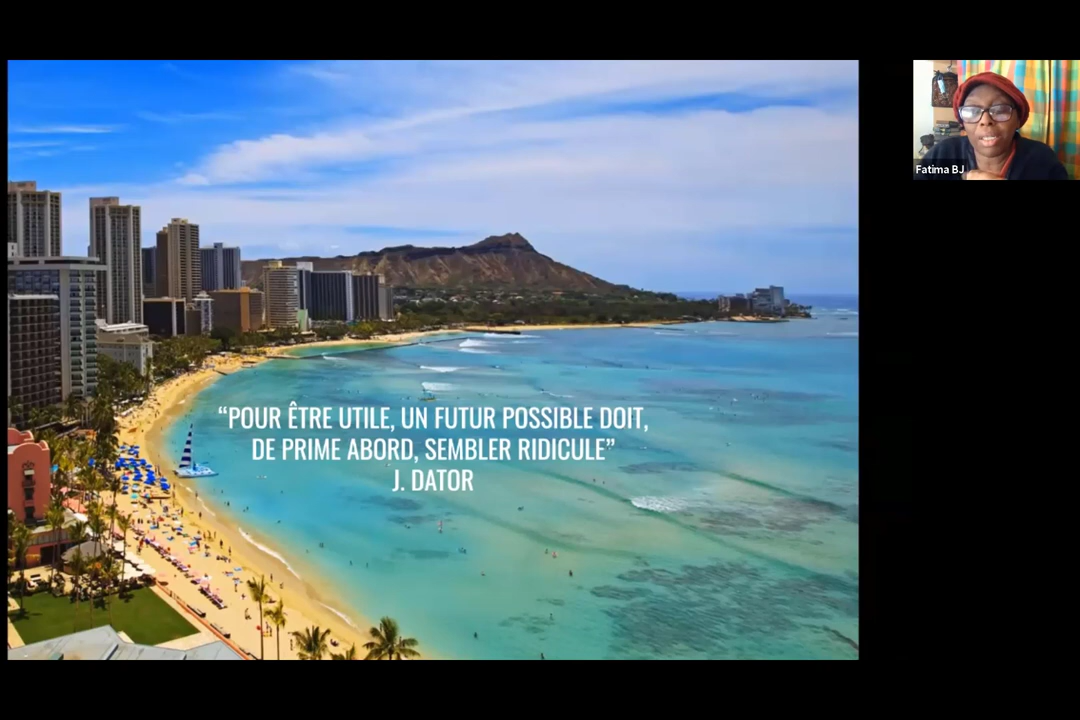 “POUR ÊTRE UTILE, UN FUTUR POSSIBLE DOIT,
DE PRIME ABORD, SEMBLER RIDICULE”
J. DATOR
Fatima BJ